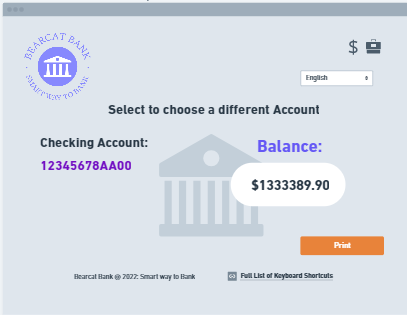 BEARCAT BANK
SMART WAY TO BANK
$
English
Select to choose a different Account
Checking Account:
Balance:
12345678AA00
$1333389.90
Print
Bearcat Bank @ 2022: Smart way to Bank
Full List of Keyboard Shortcuts